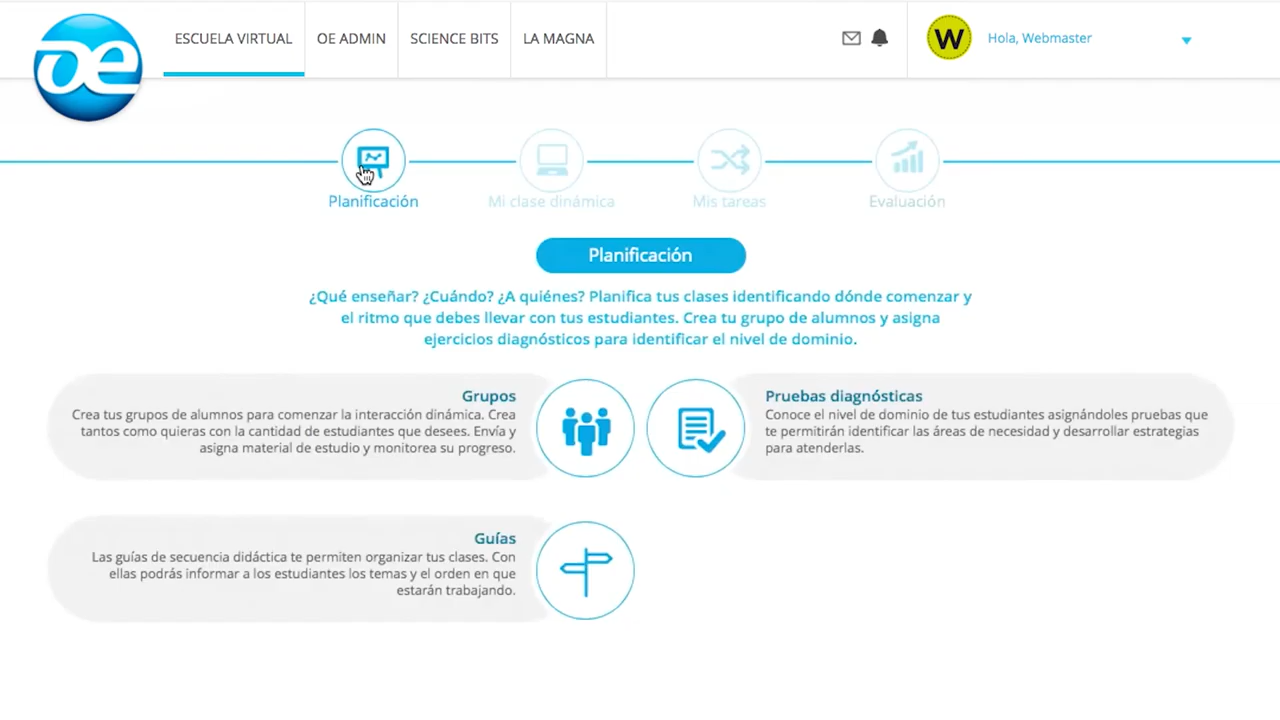 ESCUELA VIRTUAL OE ADMIN SCIENCE BITS LA MAGNA
W Hola, Webmaster
oe
Planificación Mi clase dinámica Mis tareas Evaluación
Planificación
¿Qué enseñar? ¿Cuándo? ¿A quiénes? Planifica tus clases identificando dónde comenzar y
el ritmo que debes llevar con tus estudiantes. Crea tu grupo de alumnos y asigna
ejercicios diagnósticos para identificar el nivel de dominio.
Grupos
Crea tus grupos de alumnos para comenzar la interacción dinámica. Crea
tantos como quieras con la cantidad de estudiantes que desees. Envía y
asigna material de estudio y monitorea su progreso.
Pruebas diagnósticas
Conoce el nivel de dominio de tus estudiantes asignándoles pruebas que
te permitirán identificar las áreas de necesidad y desarrollar estrategias
para atenderlas.
Guías
Las guías de secuencia didáctica te permiten organizar tus clases. Con
ellas podrás informar a los estudiantes los temas y el orden en que
estarán trabajando.